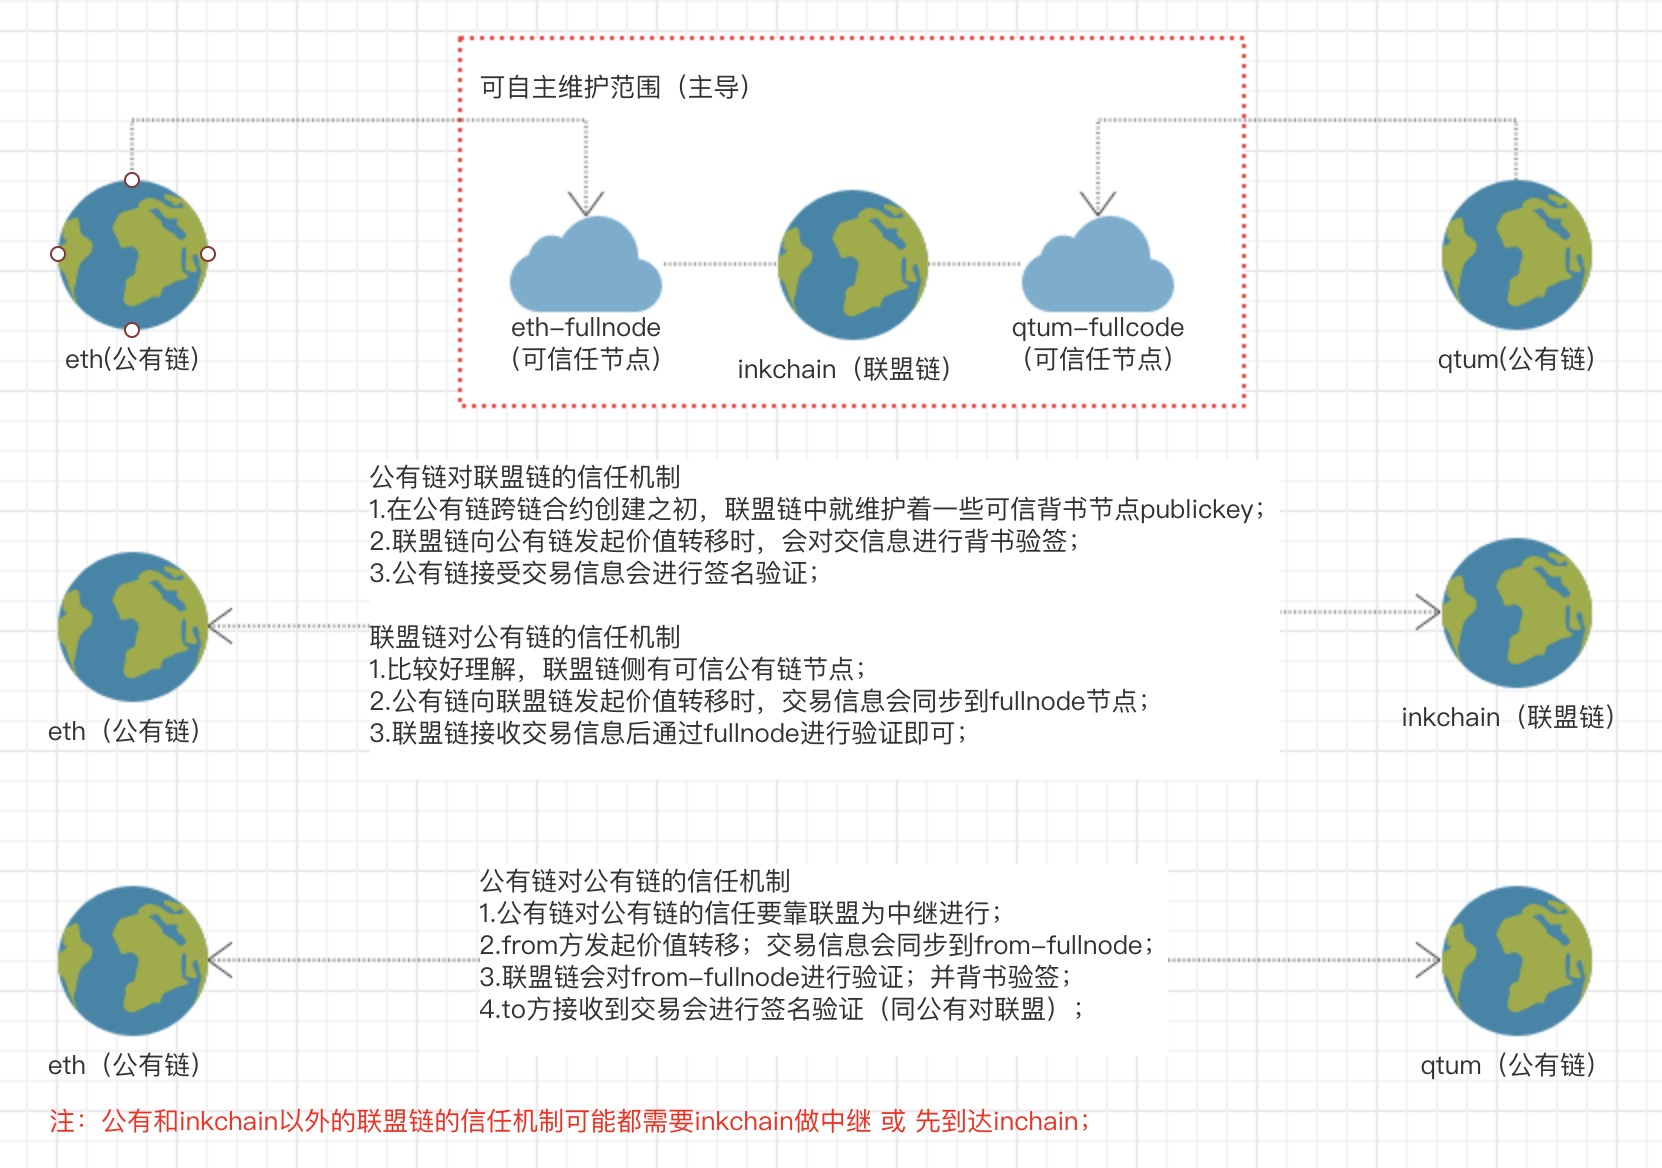 可自主维护范围（主导）
eth-fullnode
（可信任节点）
qtum-fullcode
（可信任节点）
eth(公有链)
inkchain（联盟链）
qtum(公有链)
公有链对联盟链的信任机制
1.在公有链跨链合约创建之初，联盟链中就维护着一些可信背书节点publickey；
2.联盟链向公有链发起价值转移时，会对交信息进行背书验签；
3.公有链接受交易信息会进行签名验证；
联盟链对公有链的信任机制
1.比较好理解，联盟链侧有可信公有链节点；
2.公有链向联盟链发起价值转移时，交易信息会同步到fullnode节点；
3.联盟链接收交易信息后通过fullnode进行验证即可；
eth（公有链）
inkchain（联盟链）
公有链对公有链的信任机制
1.公有链对公有链的信任要靠联盟为中继进行；
2.from方发起价值转移；交易信息会同步到from-fullnode；
3.联盟链会对from-fullnode进行验证；并背书验签；
4.to方接收到交易会进行签名验证（同公有对联盟）；
eth（公有链）
qtum（公有链）
注：公有和inkchain以外的联盟链的信任机制可能都需要inkchain做中继 或 先到达inchain；